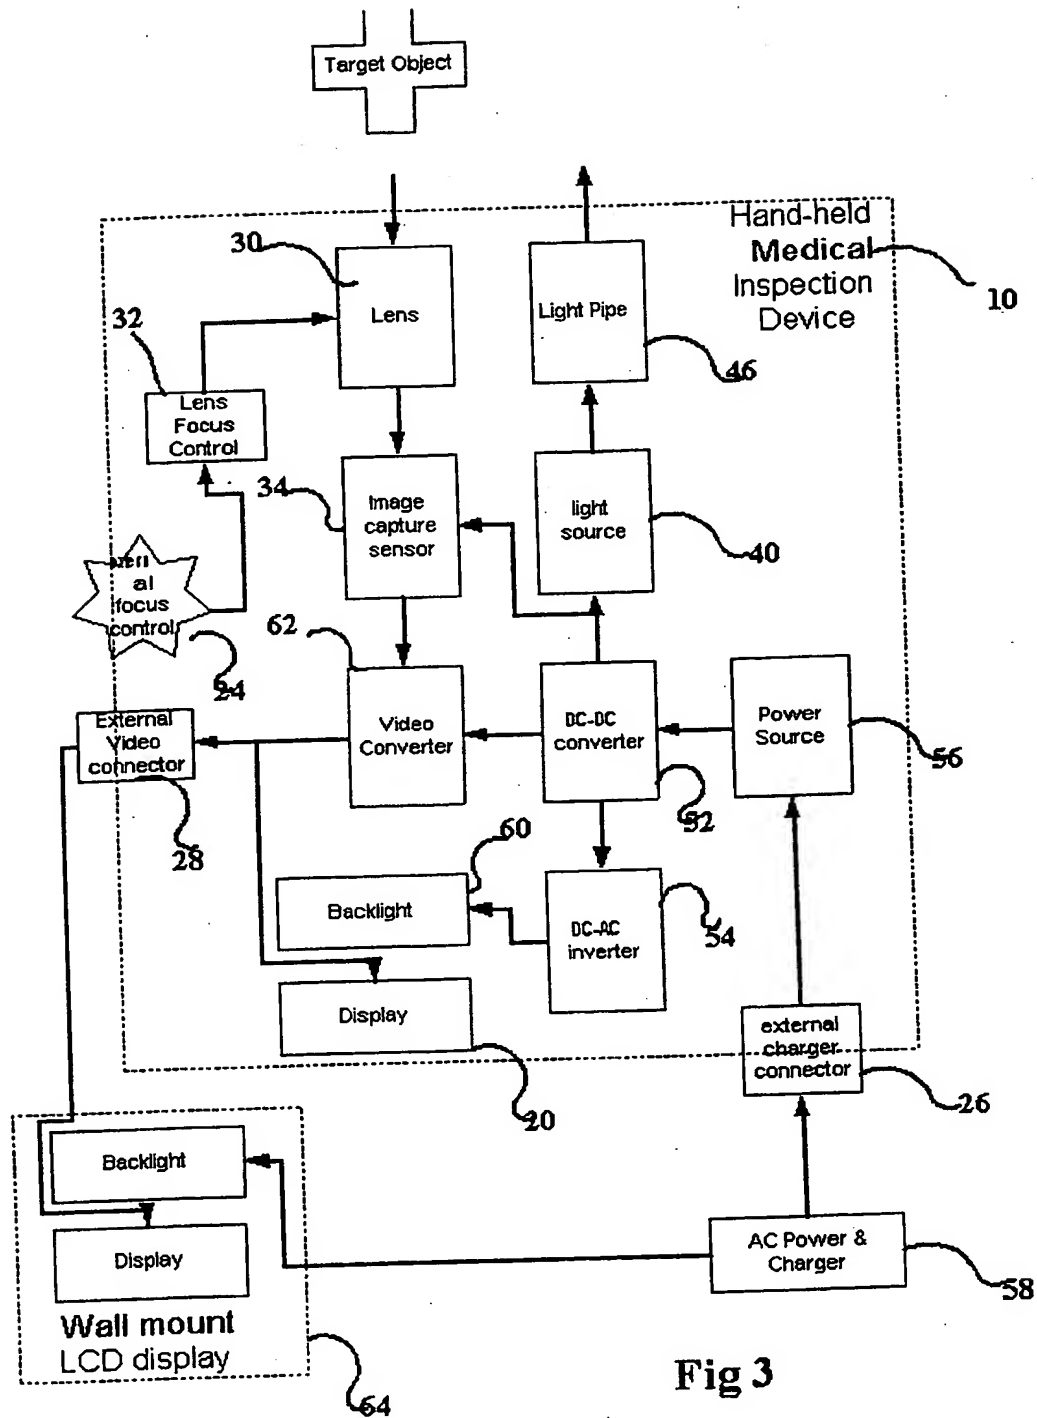 Target Object
Hand-held
Medical
Inspection
Device
10
30
Lens
Light Pipe
46
32
Lens
Focus
Control
34
Image
capture
sensor
light
source
40
al
focus
control
24
62
External
Video
connector
28
Video
Converter
DC-DC
converter
52
Power
Source
56
60
Backlight
DC-AC
inverter
54
Display
20
external
charger
connector
26
Backlight
Display
Wall mount
LCD display
64
AC Power &
Charger
58
Fig 3